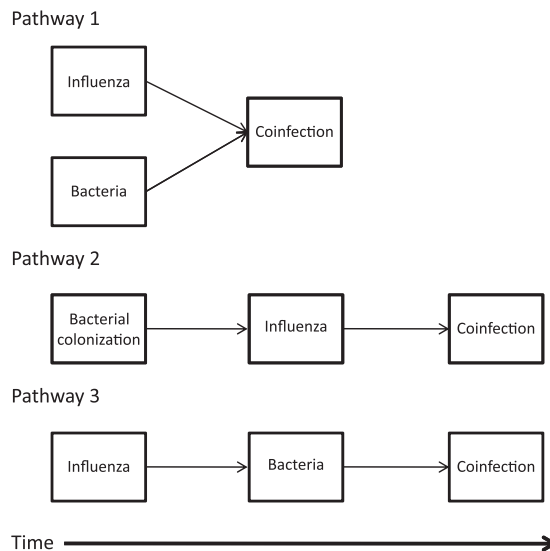 Pathway 1
Influenza
Coinfection
Bacteria
Pathway 2
Bacterial
colonization
Influenza
Coinfection
Pathway 3
Influenza
Bacteria
Coinfection
Time